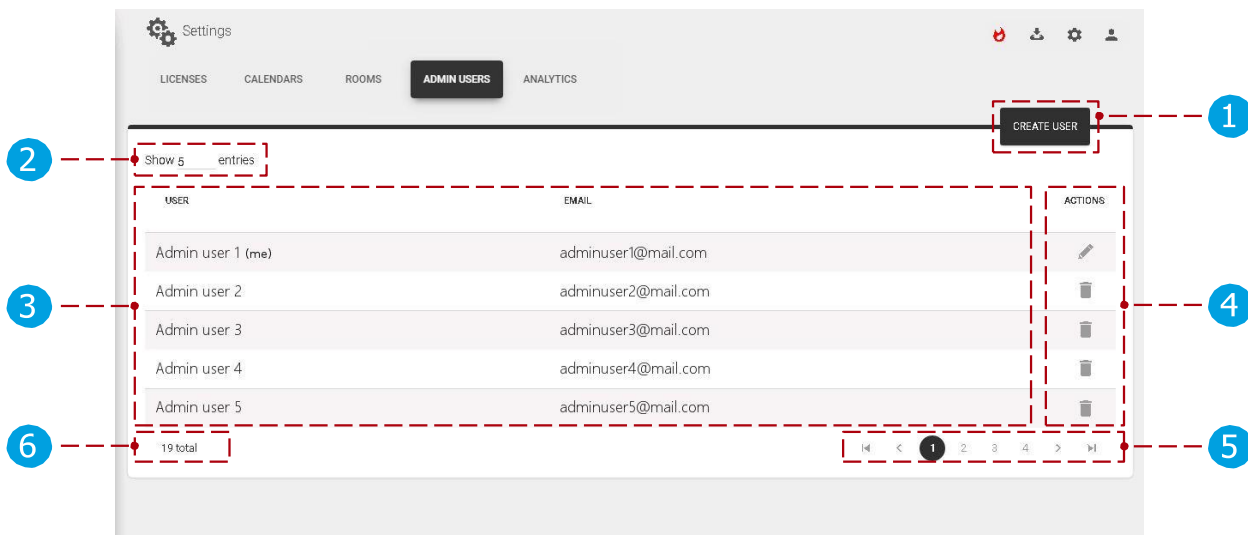 Settings
LICENSES CALENDARS ROOMS ADMIN USERS ANALYTICS
1
CREATE USER
2
Show 5 entries
USER EMAIL ACTIONS
Admin user 1 (me) adminuser1@mail.com
Admin user 2 adminuser2@mail.com
3
4
Admin user 3 adminuser3@mail.com
Admin user 4 adminuser4@mail.com
Admin user 5 adminuser5@mail.com
6
19 total 1 2 3 4
5